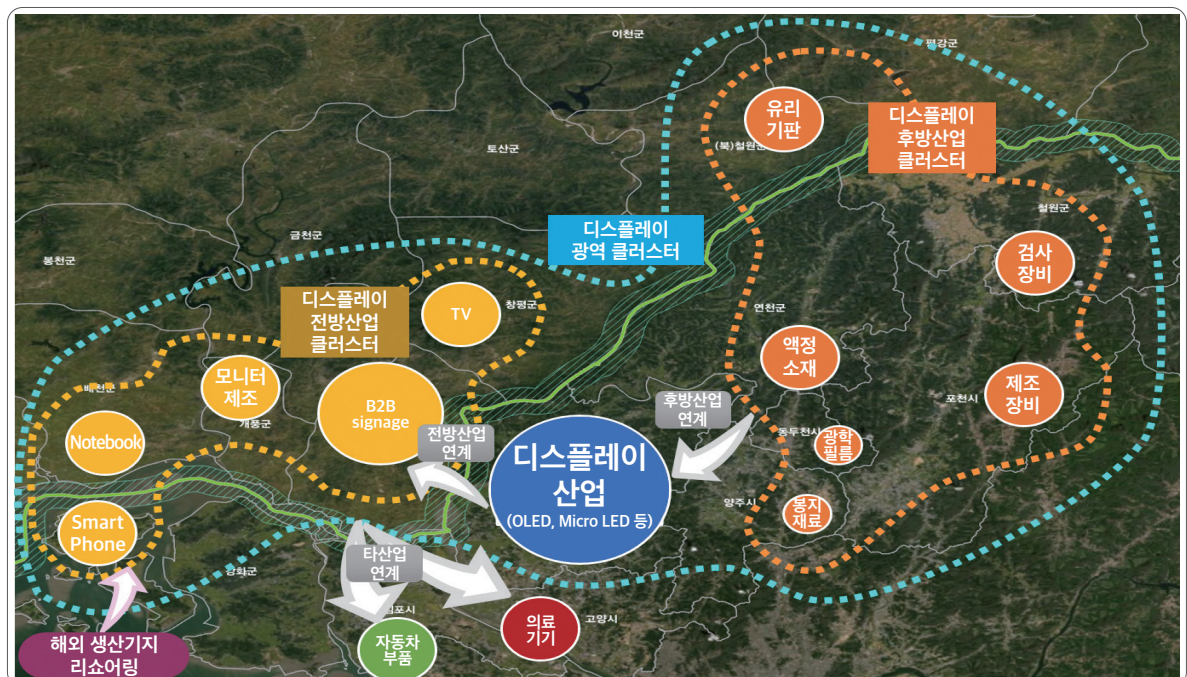 이천군
평강군
유리
기판
디스플레이
후방산업
클러스터
(북)철원군
토산군
철원군
디스플레이
광역 클러스터
금천군
봉천군
검사
장비
디스플레이
전방산업
클러스터
TV
창평군
연천군
액정
소재
모니터
제조
배천군
B2B
signage
개풍군
제조
장비
포천시
후방산업
연계
Notebook
전방산업
연계
디스플레이
산업
(OLED, Micro LED 등)
동두천시
광학
필름
양주시
봉지
재료
Smart
Phone
타산업
연계
강화군
의료
기기
고양시
자동차
부품
해외 생산기지
리쇼어링